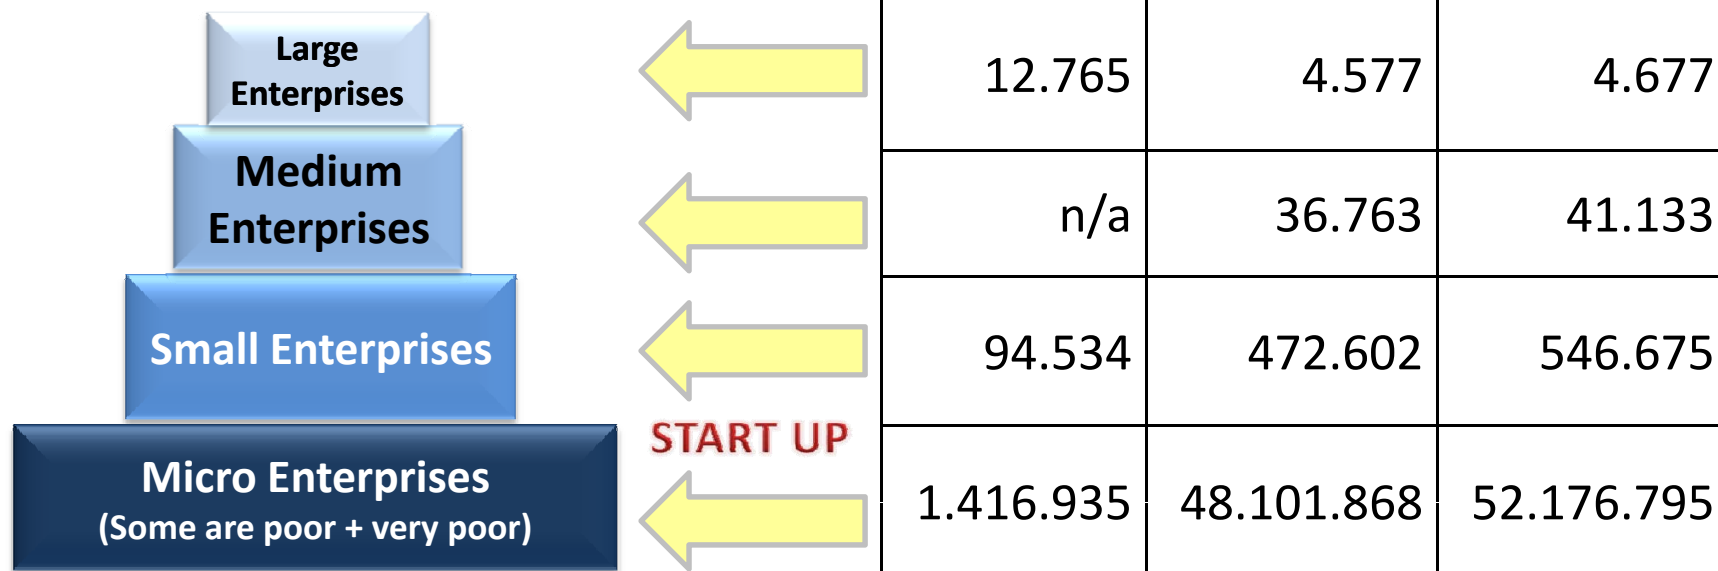 Large
Enterprises
12.765 4.577 4.677
Medium
Enterprises
n/a 36.763 41.133
Small Enterprises
94.534 472.602 546.675
START UP
Micro Enterprises
(Some are poor + very poor)
1.416.935 48.101.868 52.176.795